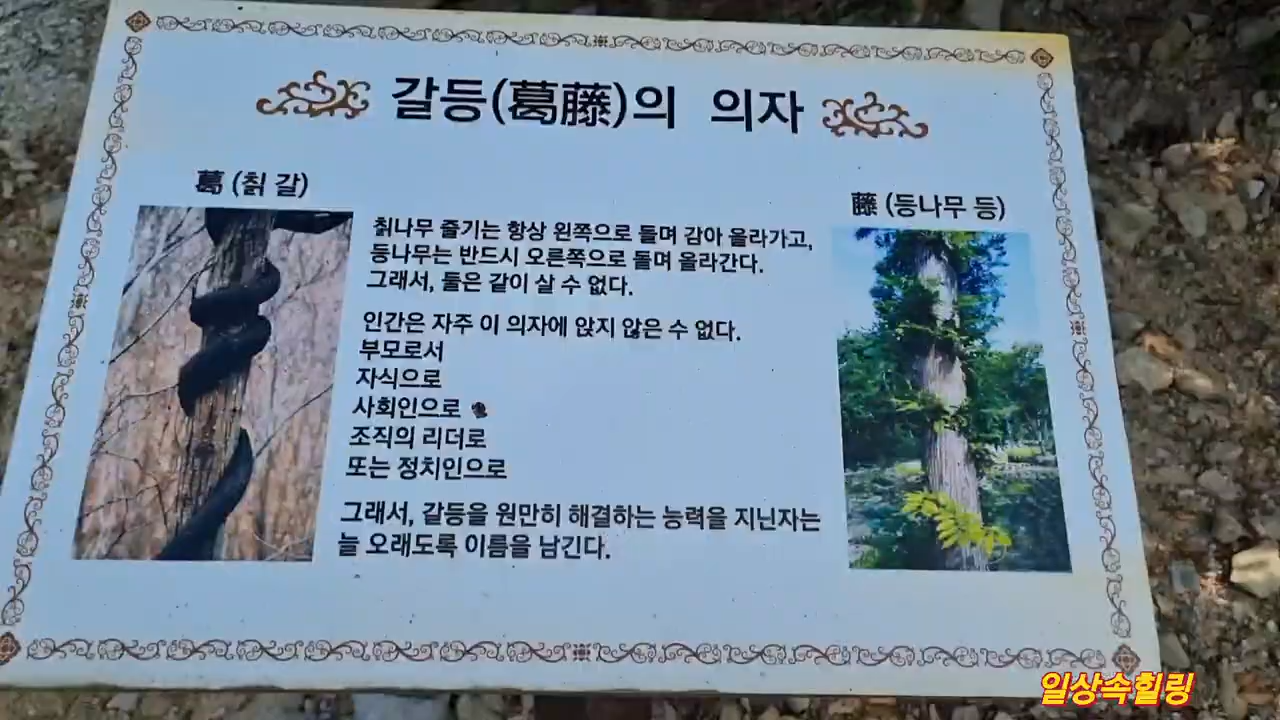 갈등(葛藤)의 의자
葛 (칡 갈)
藤 (등나무 등)
칡나무 줄기는 항상 왼쪽으로 돌며 감아 올라가고,
등나무는 반드시 오른쪽으로 돌며 올라간다.
그래서, 둘은 같이 살 수 없다.
인간은 자주 이 의자에 앉지 않은 수 없다.
부모로서
자식으로
사회인으로
조직의 리더로
또는 정치인으로
그래서, 갈등을 원만히 해결하는 능력을 지닌자는
늘 오래도록 이름을 남긴다.
일상속힐링